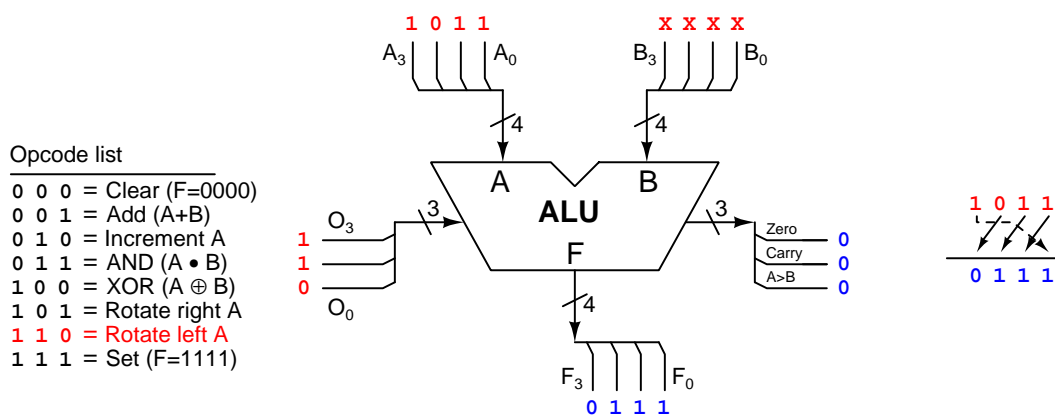 1 0 1 1
X X X X
A3 A0
B3 B0
4
4
Opcode list
0 0 0 = Clear (F=0000)
0 0 1 = Add (A+B)
0 1 0 = Increment A
0 1 1 = AND (A • B)
1 0 0 = XOR (A ⊕ B)
1 0 1 = Rotate right A
1 1 0 = Rotate left A
1 1 1 = Set (F=1111)
A B
ALU
F
O3
3
1
1
0
O0
3
Zero 0
Carry 0
A>B 0
4
F3 F0
0 1 1 1
1 0 1 1
0 1 1 1